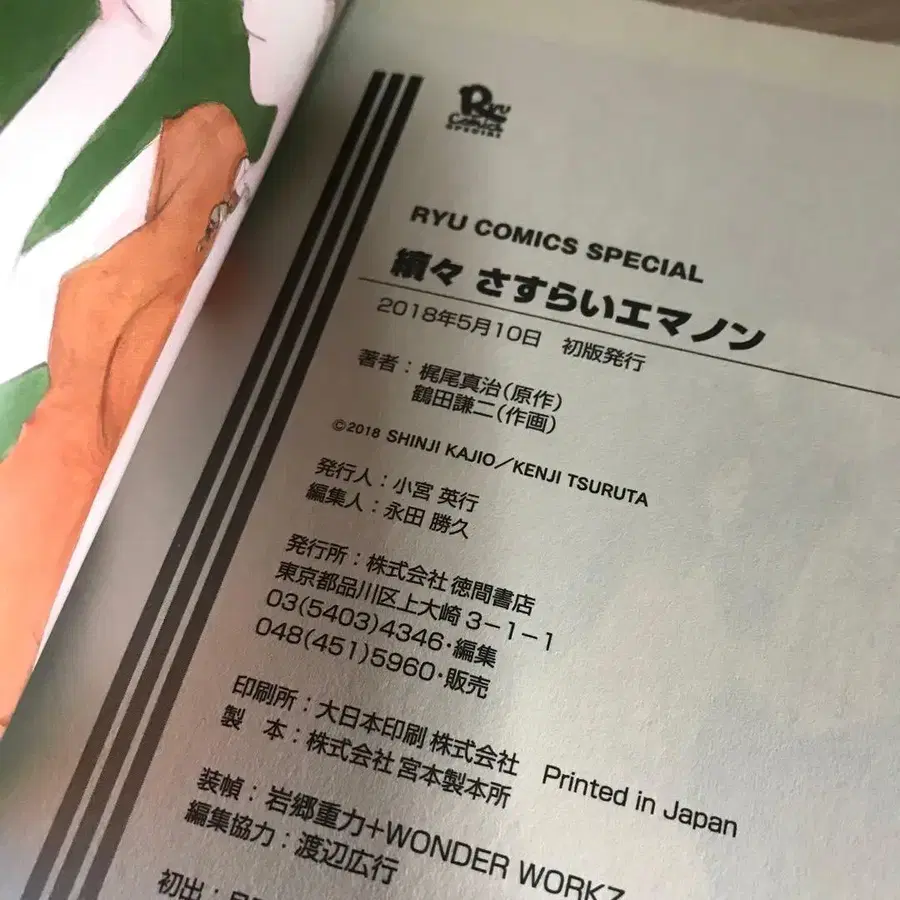 Ryu
Comics
SPECIAL
RYU COMICS SPECIAL
続々 さすらいエマノン
2018年5月10日 初版発行
著者：梶尾真治(原作)
鶴田謙二(作画)
©2018 SHINJI KAJIO／KENJI TSURUTA
発行人：小宮 英行
編集人：永田 勝久
発行所：株式会社 徳間書店
東京都品川区上大崎 3－1－1
03(5403)4346・編集
048(451)5960・販売
印刷所：大日本印刷 株式会社 Printed in Japan
製 本：株式会社 宮本製本所
装幀：岩郷重力+WONDER WORKZ
編集協力：渡辺広行
初出：